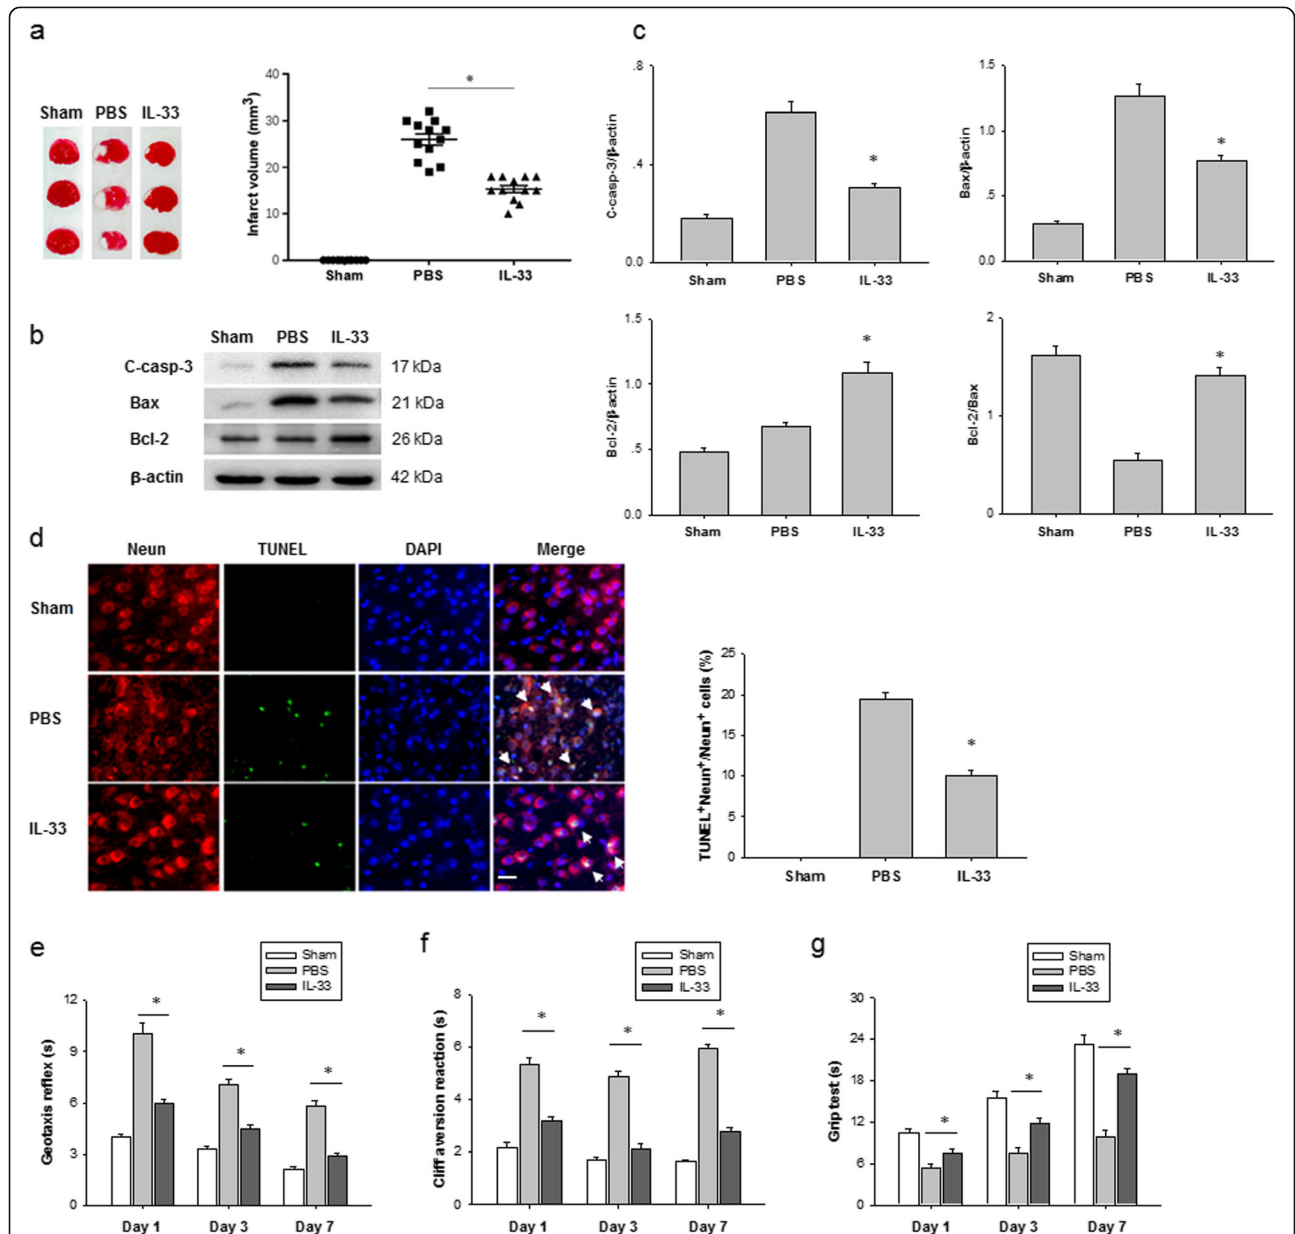 a
Sham PBS IL-33
Infarct volume (mm³)
40
30
20
10
0
*
Sham PBS IL-33
b
Sham PBS IL-33
C-casp-3 17 kDa
Bax 21 kDa
Bcl-2 26 kDa
β-actin 42 kDa
c
C-casp-3/β-actin
.8
.4
0.0
*
Sham PBS IL-33
Bax/β-actin
1.5
1.0
.5
0.0
*
Sham PBS IL-33
Bcl-2/β-actin
1.5
1.0
.5
0.0
*
Sham PBS IL-33
Bcl-2/Bax
2
2
0
*
Sham PBS IL-33
d
Neun TUNEL DAPI Merge
Sham
PBS
IL-33
TUNEL⁺Neun⁺/Neun⁺ cells (%)
25
20
15
10
5
0
*
Sham PBS IL-33
e
Sham
PBS
IL-33
Geotaxis reflex (s)
12
9
6
3
0
* * *
Day 1 Day 3 Day 7
f
Sham
PBS
IL-33
Cliff aversion reaction (s)
8
6
4
2
0
* * *
Day 1 Day 3 Day 7
g
Sham
PBS
IL-33
Grip test (s)
30
24
18
12
6
0
* * *
Day 1 Day 3 Day 7